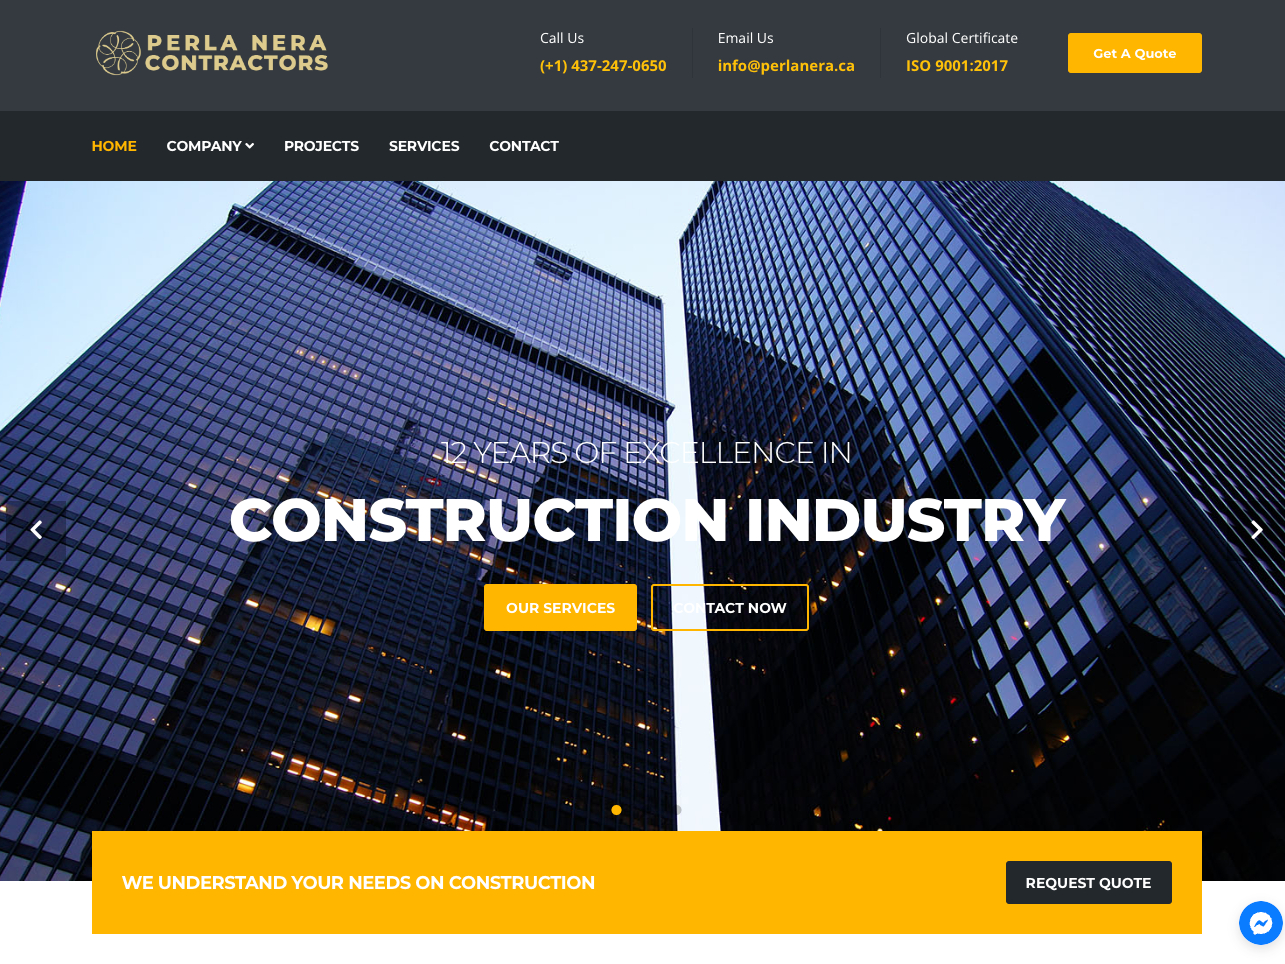 PERLA NERA
CONTRACTORS
Call Us
(+1) 437-247-0650
Email Us
info@perlanera.ca
Global Certificate
ISO 9001:2017
Get A Quote
HOME
COMPANY
PROJECTS
SERVICES
CONTACT
12 YEARS OF EXCELLENCE IN
CONSTRUCTION INDUSTRY
OUR SERVICES
CONTACT NOW
WE UNDERSTAND YOUR NEEDS ON CONSTRUCTION
REQUEST QUOTE